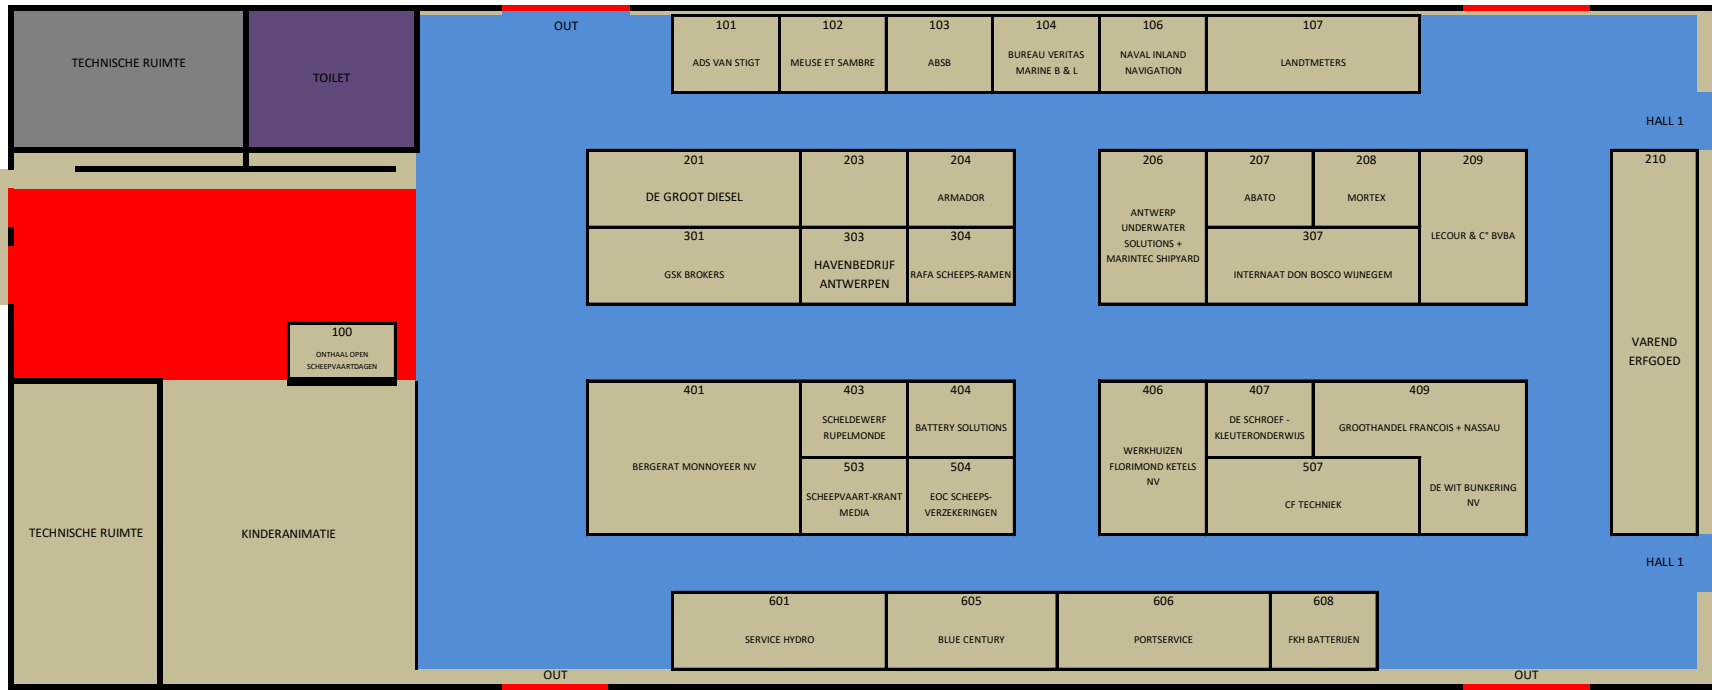 OUT
101
102
103
104
106
107
TECHNISCHE RUIMTE
TOILET
ADS VAN STIGT
MEUSE ET SAMBRE
ABSB
BUREAU VERITAS
MARINE B & L
NAVAL INLAND
NAVIGATION
LANDTMETERS
HALL 1
201
203
204
206
207
208
209
210
DE GROOT DIESEL
ARMADOR
ANTWERP
UNDERWATER
SOLUTIONS +
MARINTEC SHIPYARD
ABATO
MORTEX
LECOUR & C° BVBA
301
303
304
307
GSK BROKERS
HAVENBEDRIJF
ANTWERPEN
RAFA SCHEEPS-RAMEN
INTERNAAT DON BOSCO WIJNEGEM
100
ONTHAAL OPEN
SCHEEPVAARTDAGEN
VAREND
ERFGOED
401
403
404
406
407
409
SCHELDEWERF
RUPELMONDE
BATTERY SOLUTIONS
DE SCHROEF -
KLEUTERONDERWIJS
GROOTHANDEL FRANCOIS + NASSAU
BERGERAT MONNOYEER NV
WERKHUIZEN
FLORIMOND KETELS
NV
503
504
507
SCHEEPVAART-KRANT
MEDIA
EOC SCHEEPS-
VERZEKERINGEN
CF TECHNIEK
DE WIT BUNKERING
NV
TECHNISCHE RUIMTE
KINDERANIMATIE
HALL 1
601
605
606
608
SERVICE HYDRO
BLUE CENTURY
PORTSERVICE
FKH BATTERIJEN
OUT
OUT